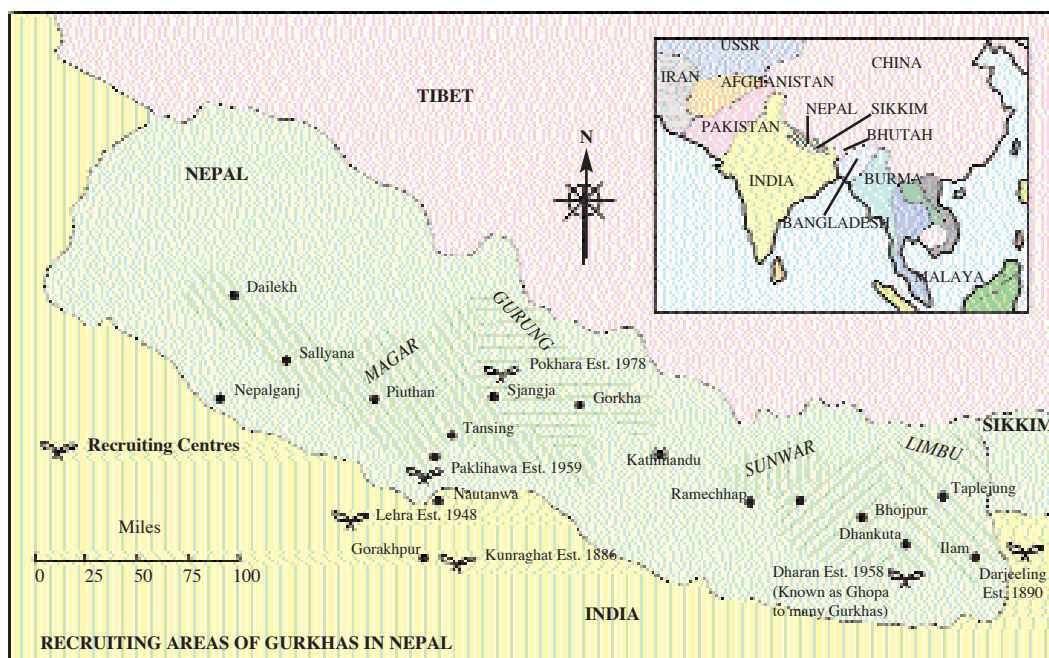 TIBET
NEPAL
N
USSR
CHINA
IRAN
AFGHANISTAN
NEPAL
SIKKIM
PAKISTAN
BHUTAH
INDIA
BURMA
BANGLADESH
MALAYA
Dailekh
GURUNG
Sallyana
MAGAR
Pokhara Est. 1978
Nepalganj
Piuthan
Sjangja
Gorkha
SIKKIM
Recruiting Centres
Tansing
Kathmandu
SUNWAR
LIMBU
Paklihawa Est. 1959
Nautanwa
Ramechhap
Taplejung
Lehra Est. 1948
Bhojpur
Miles
Dhankuta
Gorakhpur
Kunraghat Est. 1886
Ilam
0 25 50 75 100
Dharan Est. 1958
(Known as Ghopa
to many Gurkhas)
Darjeeling
Est. 1890
INDIA
RECRUITING AREAS OF GURKHAS IN NEPAL